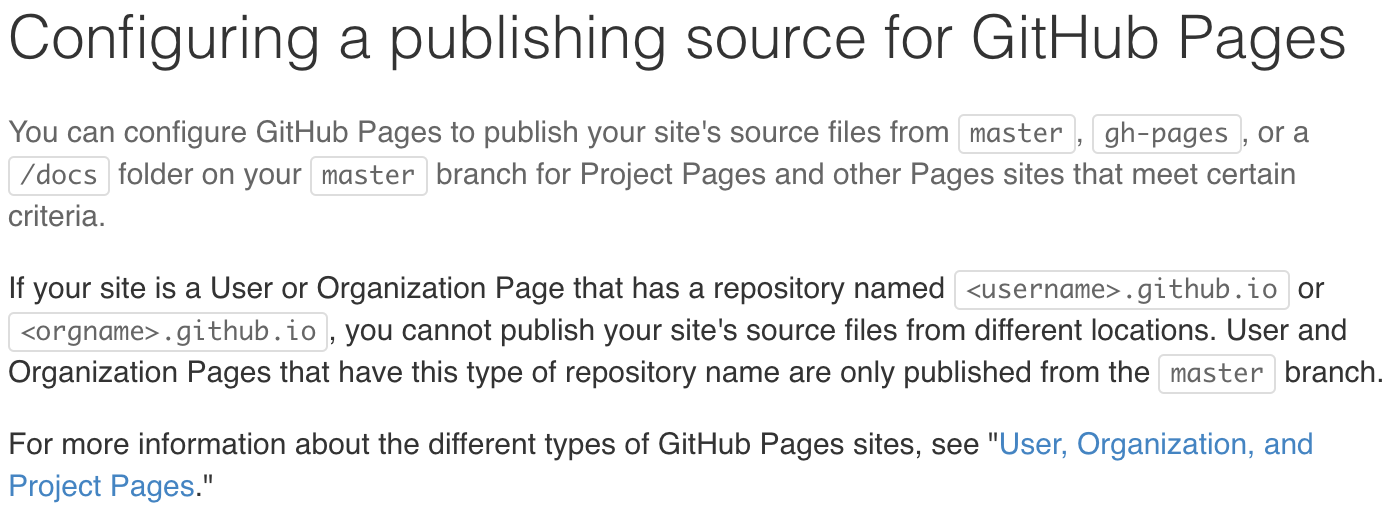 Configuring a publishing source for GitHub Pages
You can configure GitHub Pages to publish your site's source files from master, gh-pages, or a
/docs folder on your master branch for Project Pages and other Pages sites that meet certain
criteria.
If your site is a User or Organization Page that has a repository named <username>.github.io or
<orgname>.github.io, you cannot publish your site's source files from different locations. User and
Organization Pages that have this type of repository name are only published from the master branch.
For more information about the different types of GitHub Pages sites, see "User, Organization, and
Project Pages."